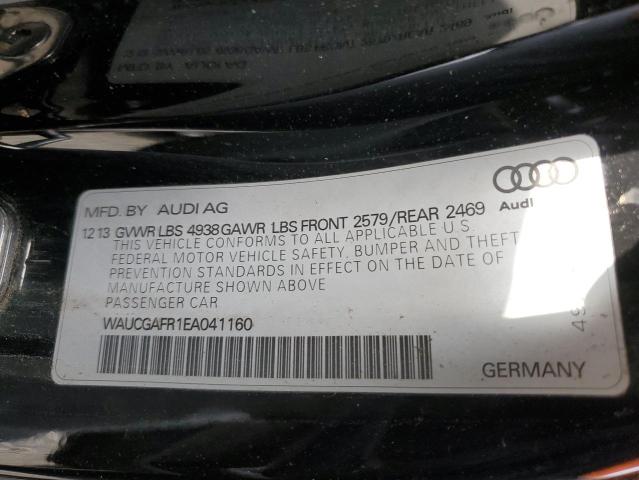 MFD. BY AUDI AG
Audi
12 13 GVWR LBS 4938 GAWR LBS FRONT 2579/REAR 2469
THIS VEHICLE CONFORMS TO ALL APPLICABLE U.S.
FEDERAL MOTOR VEHICLE SAFETY, BUMPER AND THEFT
PREVENTION STANDARDS IN EFFECT ON THE DATE OF
MANUFACTURE SHOWN ABOVE
PASSENGER CAR
WAUCGAFR1EA041160
GERMANY